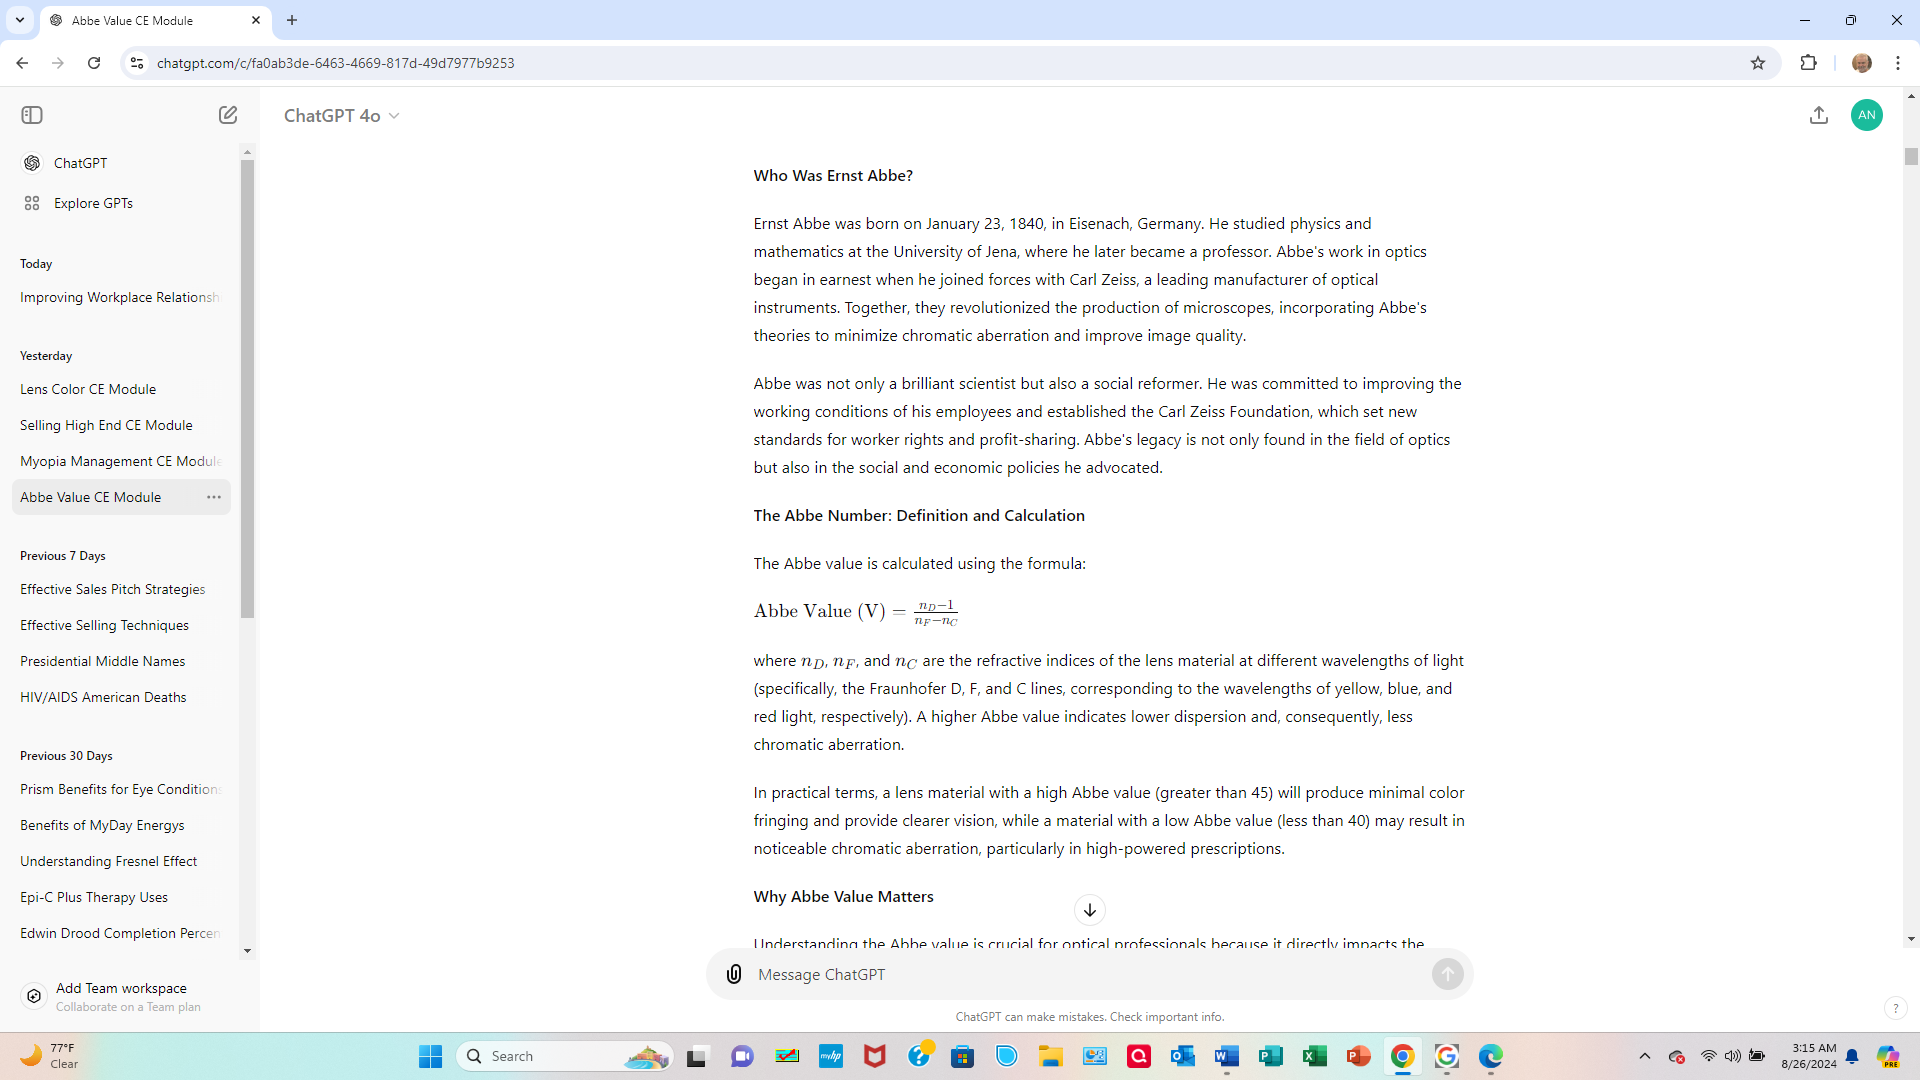 Abbe Value CE Module
chatgpt.com/c/fa0ab3de-6463-4669-817d-49d7977b9253
ChatGPT 4o
AN
ChatGPT
Explore GPTs
Today
Improving Workplace Relationsh
Yesterday
Lens Color CE Module
Selling High End CE Module
Myopia Management CE Module
Abbe Value CE Module
Previous 7 Days
Effective Sales Pitch Strategies
Effective Selling Techniques
Presidential Middle Names
HIV/AIDS American Deaths
Previous 30 Days
Prism Benefits for Eye Conditions
Benefits of MyDay Energys
Understanding Fresnel Effect
Epi-C Plus Therapy Uses
Edwin Drood Completion Percen
Add Team workspace
Collaborate on a Team plan
Who Was Ernst Abbe?
Ernst Abbe was born on January 23, 1840, in Eisenach, Germany. He studied physics and
mathematics at the University of Jena, where he later became a professor. Abbe's work in optics
began in earnest when he joined forces with Carl Zeiss, a leading manufacturer of optical
instruments. Together, they revolutionized the production of microscopes, incorporating Abbe's
theories to minimize chromatic aberration and improve image quality.
Abbe was not only a brilliant scientist but also a social reformer. He was committed to improving the
working conditions of his employees and established the Carl Zeiss Foundation, which set new
standards for worker rights and profit-sharing. Abbe's legacy is not only found in the field of optics
but also in the social and economic policies he advocated.
The Abbe Number: Definition and Calculation
The Abbe value is calculated using the formula:
Abbe Value (V) = n_D−1 / n_F−n_C
where n_D, n_F, and n_C are the refractive indices of the lens material at different wavelengths of light
(specifically, the Fraunhofer D, F, and C lines, corresponding to the wavelengths of yellow, blue, and
red light, respectively). A higher Abbe value indicates lower dispersion and, consequently, less
chromatic aberration.
In practical terms, a lens material with a high Abbe value (greater than 45) will produce minimal color
fringing and provide clearer vision, while a material with a low Abbe value (less than 40) may result in
noticeable chromatic aberration, particularly in high-powered prescriptions.
Why Abbe Value Matters
Understanding the Abbe value is crucial for optical professionals because it directly impacts the
Message ChatGPT
ChatGPT can make mistakes. Check important info.
?
77°F
Clear
Search
myhp
3:15 AM
8/26/2024
PRE